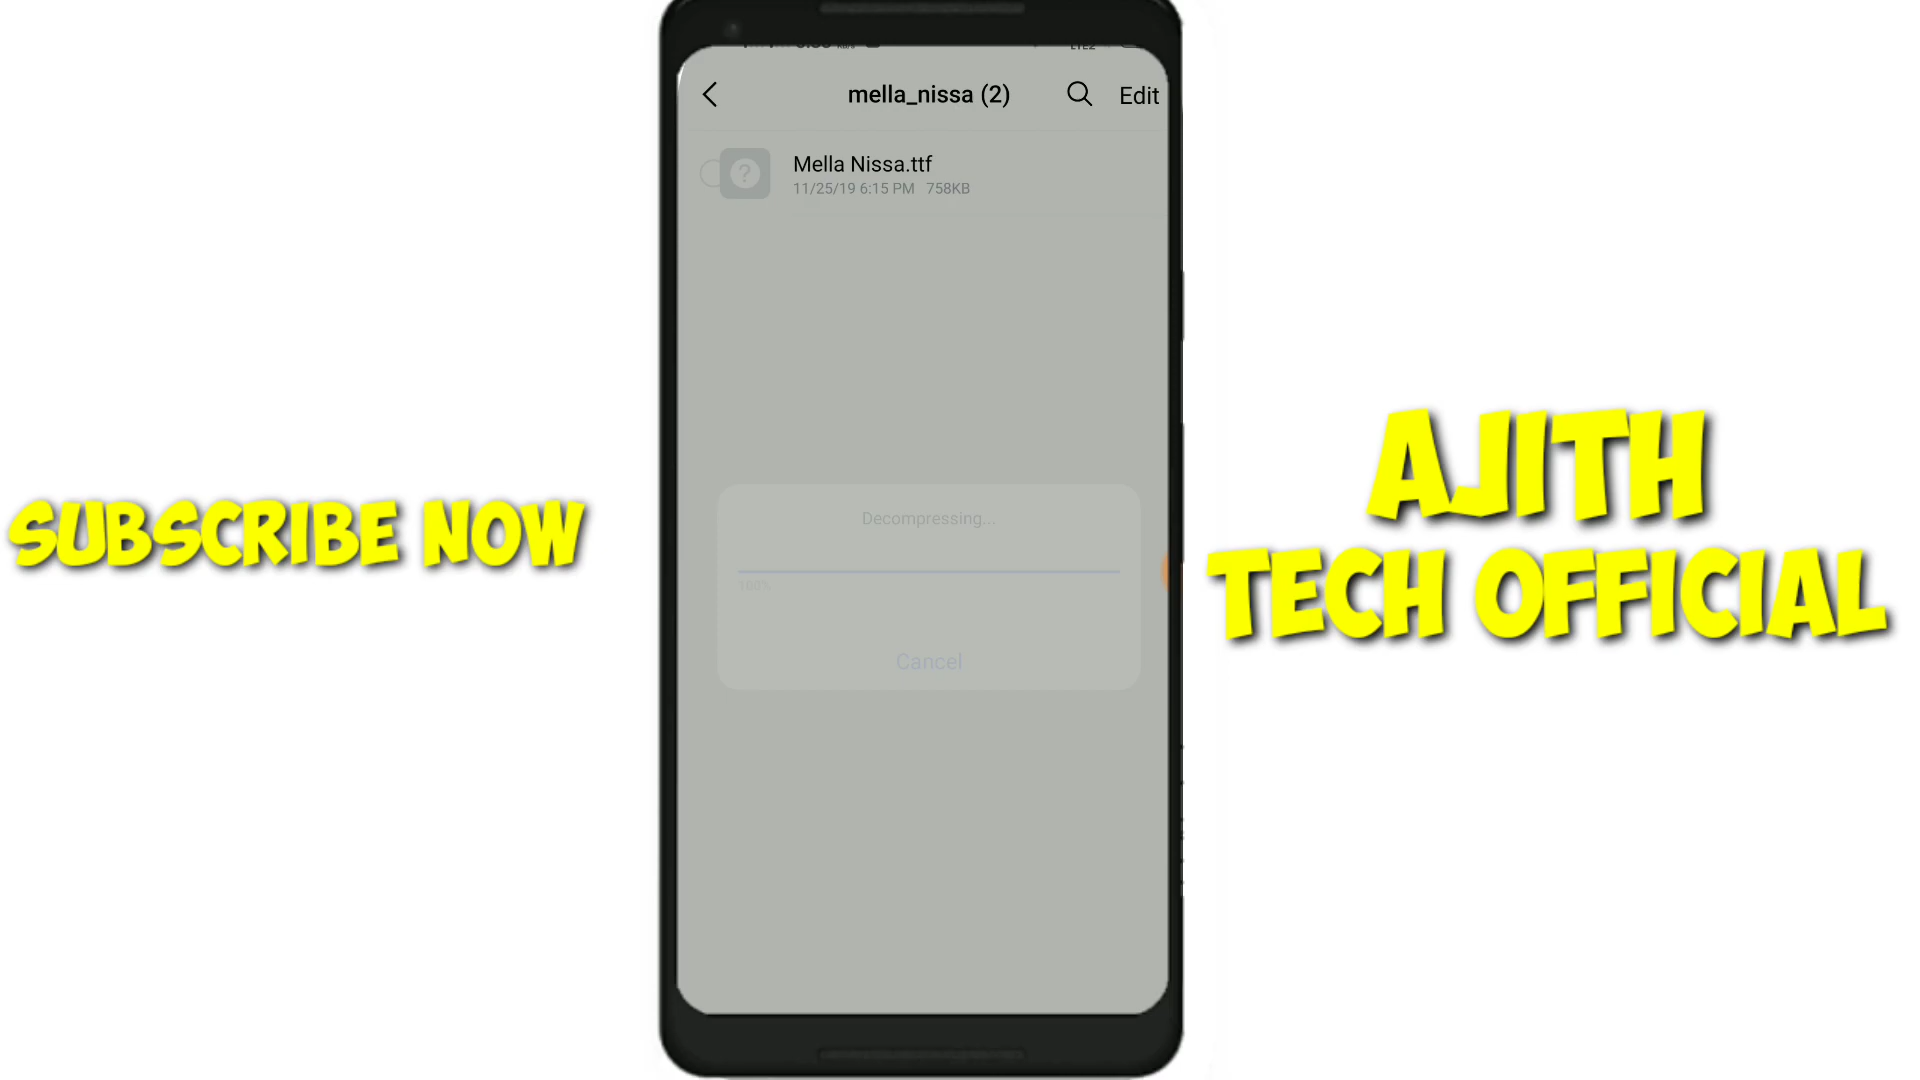 mella_nissa (2)
Edit
Mella Nissa.ttf
11/25/19 6:15 PM 758KB
Decompressing...
100%
Cancel
SUBSCRIBE NOW
AJITH
TECH OFFICIAL